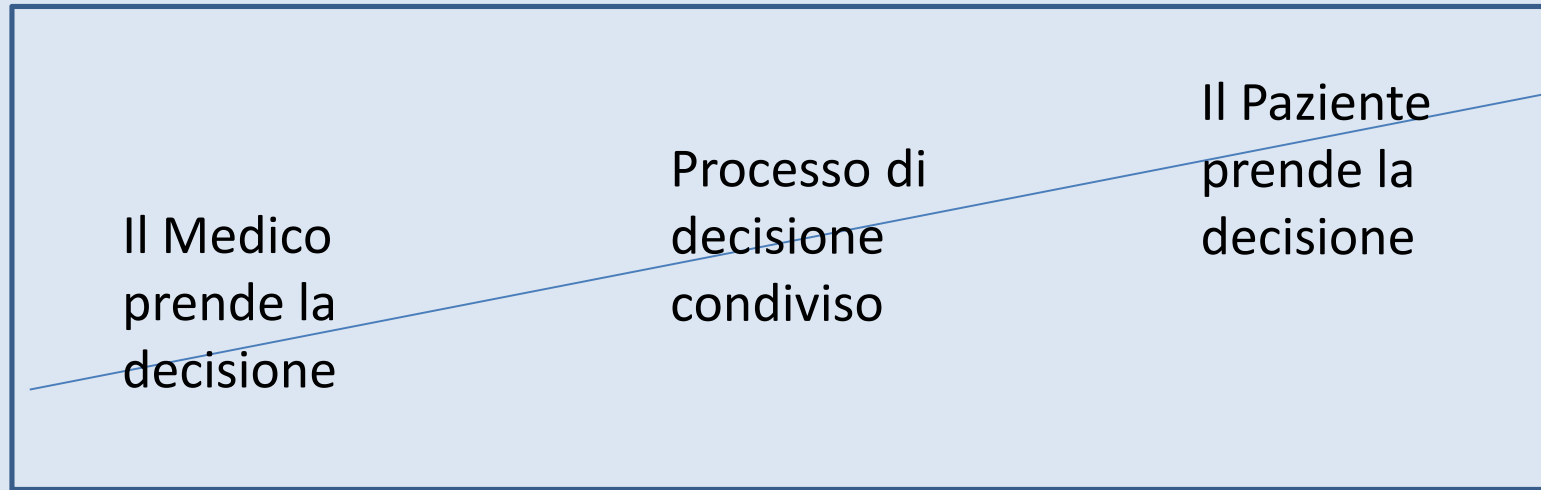 Il Medico
prende la
decisione
Processo di
decisione
condiviso
Il Paziente
prende la
decisione